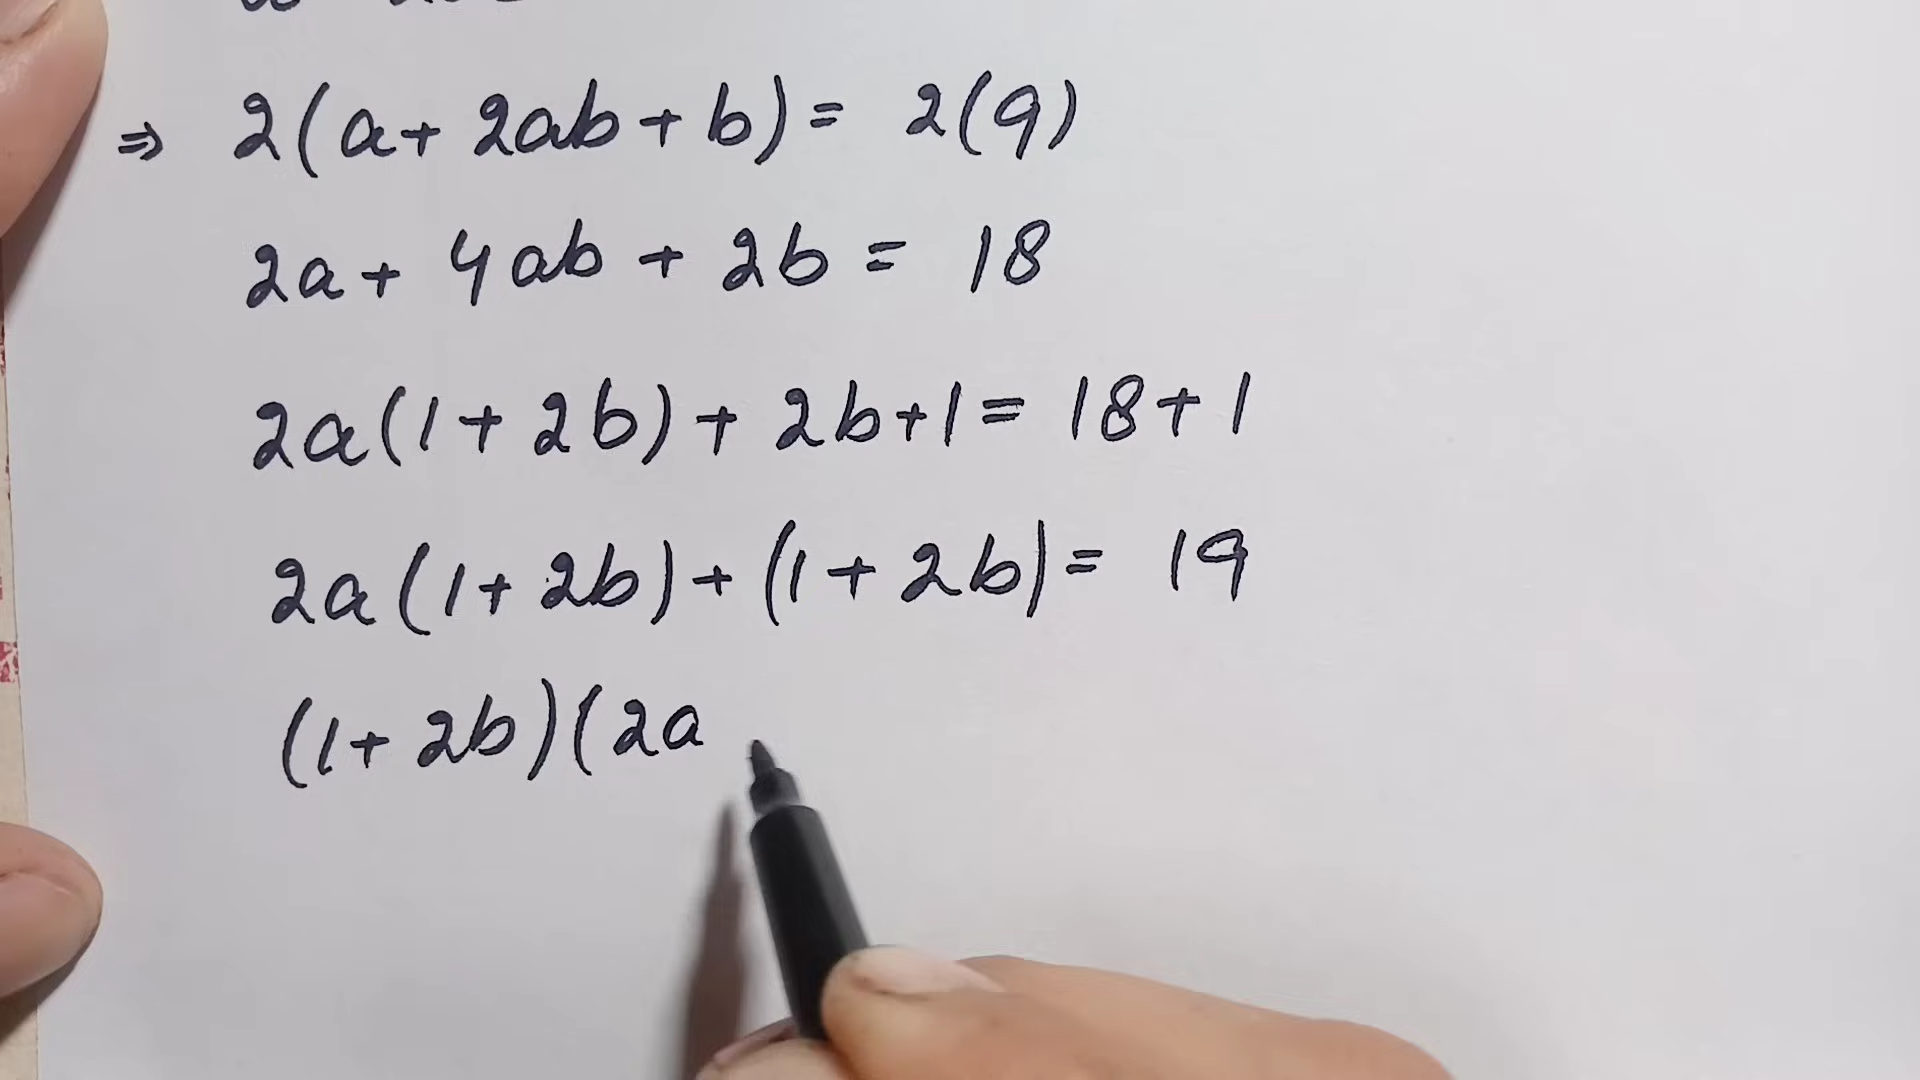 ⇒ 2(a+ 2ab+b)= 2(9)
2a+ 4ab + 2b = 18
2a(1+ 2b)+ 2b+1= 18+1
2a(1+2b)+(1+2b)= 19
(1+ 2b)(2a